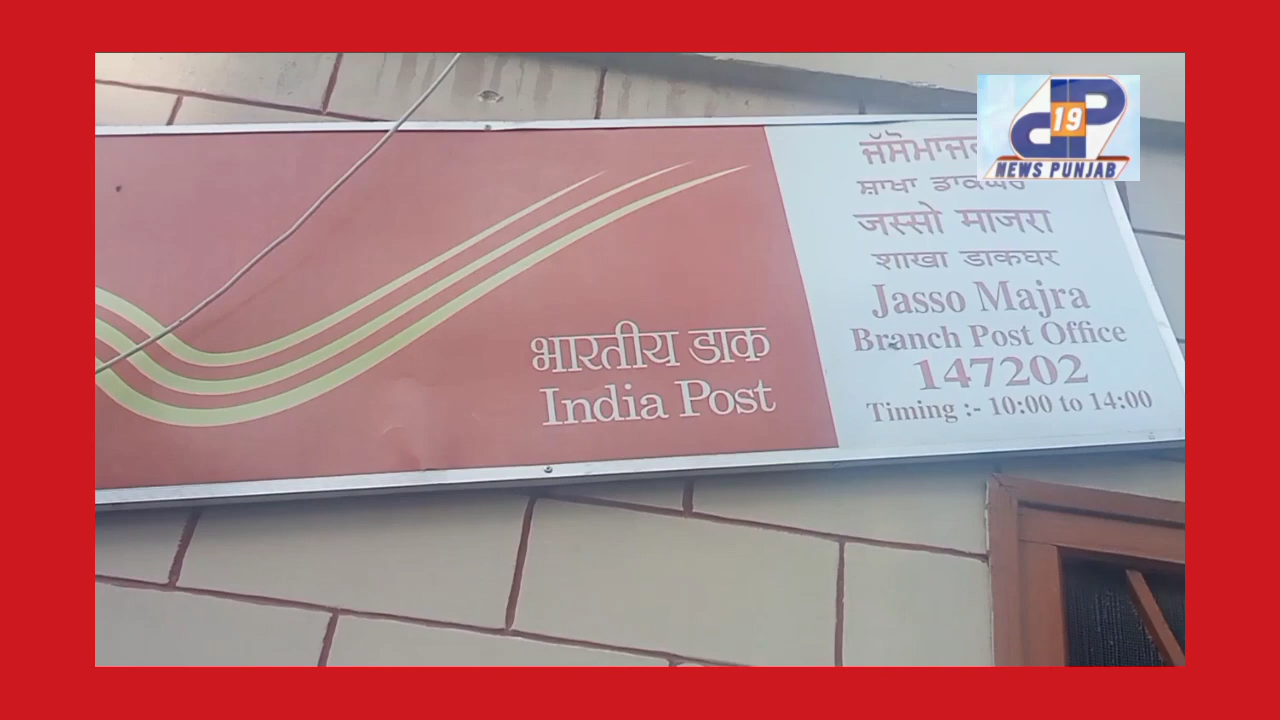 शाखा डाकघर
जस्सो माजरा
ਸ਼ਾਖਾ
भारतीय डाक
India Post
Jasso Majra
Branch Post Office
147202
Timing :- 10:00 to 14:00
19
NEWS PUNJAB